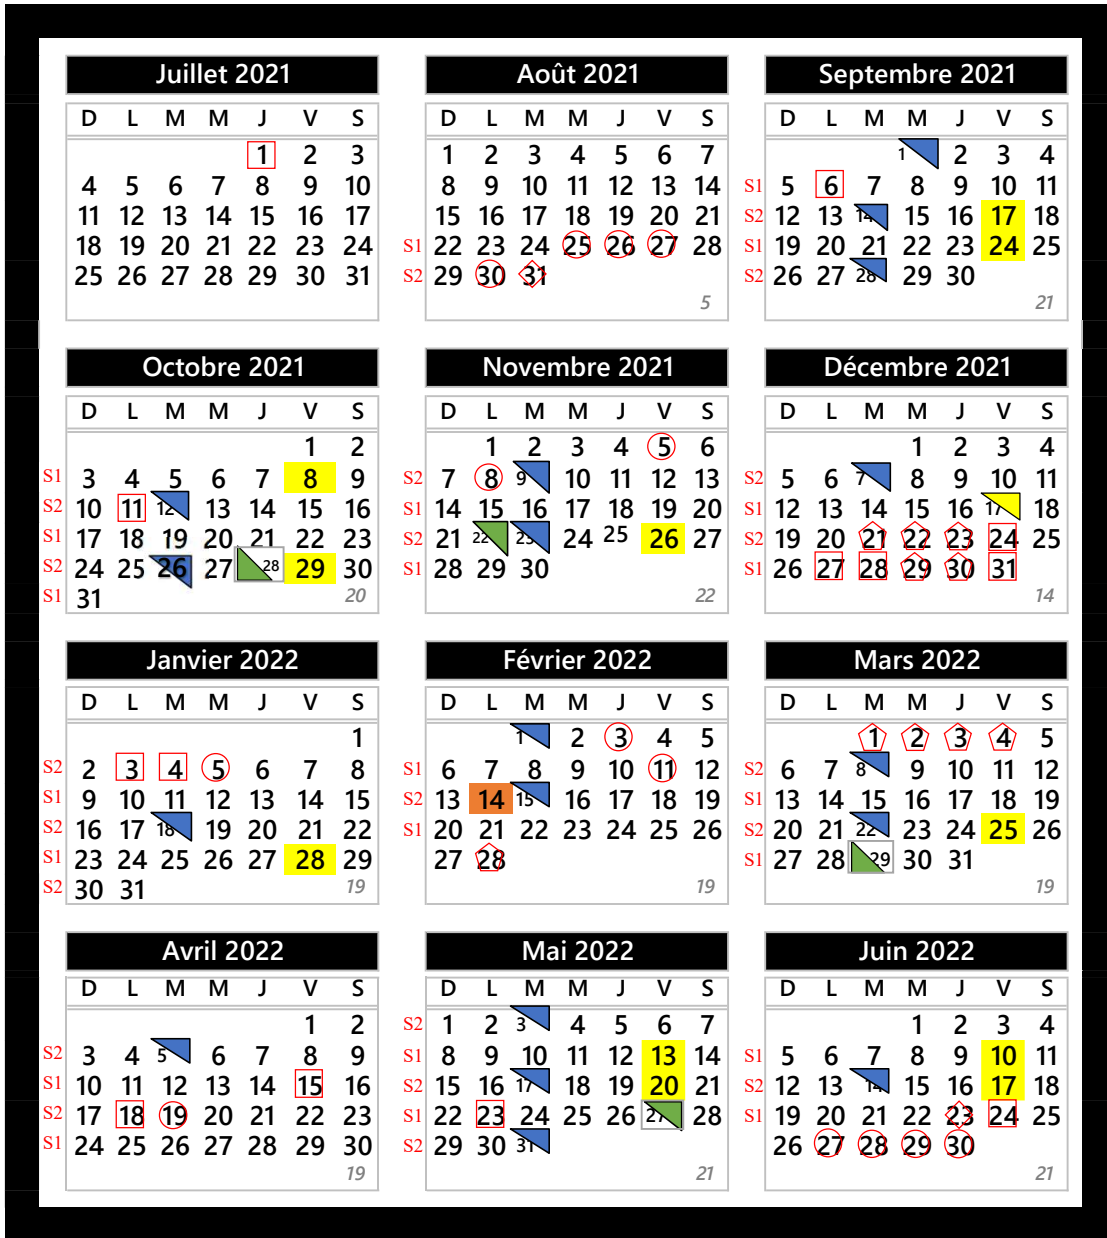 Juillet 2021 Août 2021 Septembre 2021
D L M M J V S D L M M J V S D L M M J V S
1 2 3 1 2 3 4 5 6 7 1 2 3 4
4 5 6 7 8 9 10 8 9 10 11 12 13 14 S1 5 6 7 8 9 10 11
11 12 13 14 15 16 17 15 16 17 18 19 20 21 S2 12 13 14 15 16 17 18
18 19 20 21 22 23 24 S1 22 23 24 25 26 27 28 S1 19 20 21 22 23 24 25
25 26 27 28 29 30 31 S2 29 30 31 S2 26 27 28 29 30
5 21
Octobre 2021 Novembre 2021 Décembre 2021
D L M M J V S D L M M J V S D L M M J V S
1 2 1 2 3 4 5 6 1 2 3 4
S1 3 4 5 6 7 8 9 S2 7 8 9 10 11 12 13 S2 5 6 7 8 9 10 11
S2 10 11 12 13 14 15 16 S1 14 15 16 17 18 19 20 S1 12 13 14 15 16 17 18
S1 17 18 19 20 21 22 23 S2 21 22 23 24 25 26 27 S2 19 20 21 22 23 24 25
S2 24 25 26 27 28 29 30 S1 28 29 30 S1 26 27 28 29 30 31
S1 31 20 22 14
Janvier 2022 Février 2022 Mars 2022
D L M M J V S D L M M J V S D L M M J V S
1 1 2 3 4 5 1 2 3 4 5
S2 2 3 4 5 6 7 8 S1 6 7 8 9 10 11 12 S2 6 7 8 9 10 11 12
S1 9 10 11 12 13 14 15 S2 13 14 15 16 17 18 19 S1 13 14 15 16 17 18 19
S2 16 17 18 19 20 21 22 S1 20 21 22 23 24 25 26 S2 20 21 22 23 24 25 26
S1 23 24 25 26 27 28 29 27 28 S1 27 28 29 30 31
S2 30 31 19 19 19
Avril 2022 Mai 2022 Juin 2022
D L M M J V S D L M M J V S D L M M J V S
1 2 S2 1 2 3 4 5 6 7 1 2 3 4
S2 3 4 5 6 7 8 9 S1 8 9 10 11 12 13 14 S1 5 6 7 8 9 10 11
S1 10 11 12 13 14 15 16 S2 15 16 17 18 19 20 21 S2 12 13 14 15 16 17 18
S2 17 18 19 20 21 22 23 S1 22 23 24 25 26 27 28 S1 19 20 21 22 23 24 25
S1 24 25 26 27 28 29 30 S2 29 30 31 26 27 28 29 30
19 21 21